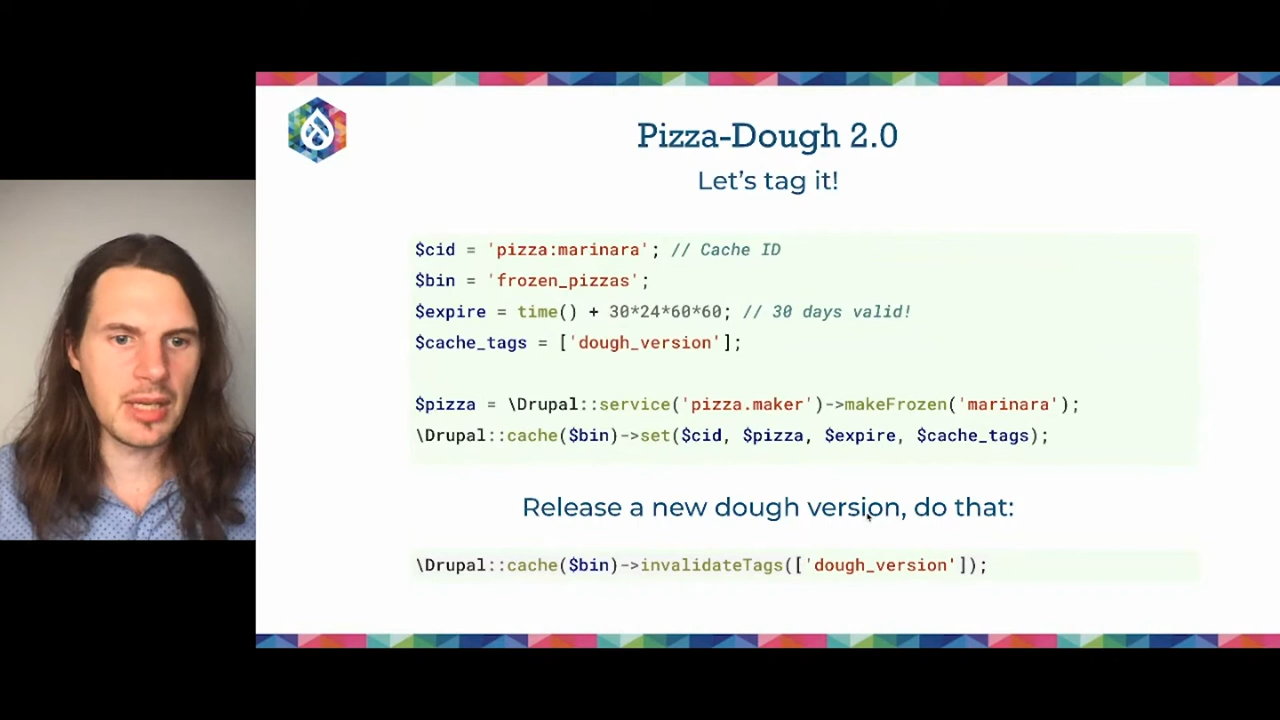 Pizza-Dough 2.0
Let's tag it!
$cid = 'pizza:marinara'; // Cache ID
$bin = 'frozen_pizzas';
$expire = time() + 30*24*60*60; // 30 days valid!
$cache_tags = ['dough_version'];
$pizza = \Drupal::service('pizza.maker')->makeFrozen('marinara');
\Drupal::cache($bin)->set($cid, $pizza, $expire, $cache_tags);
Release a new dough version, do that:
\Drupal::cache($bin)->invalidateTags(['dough_version']);